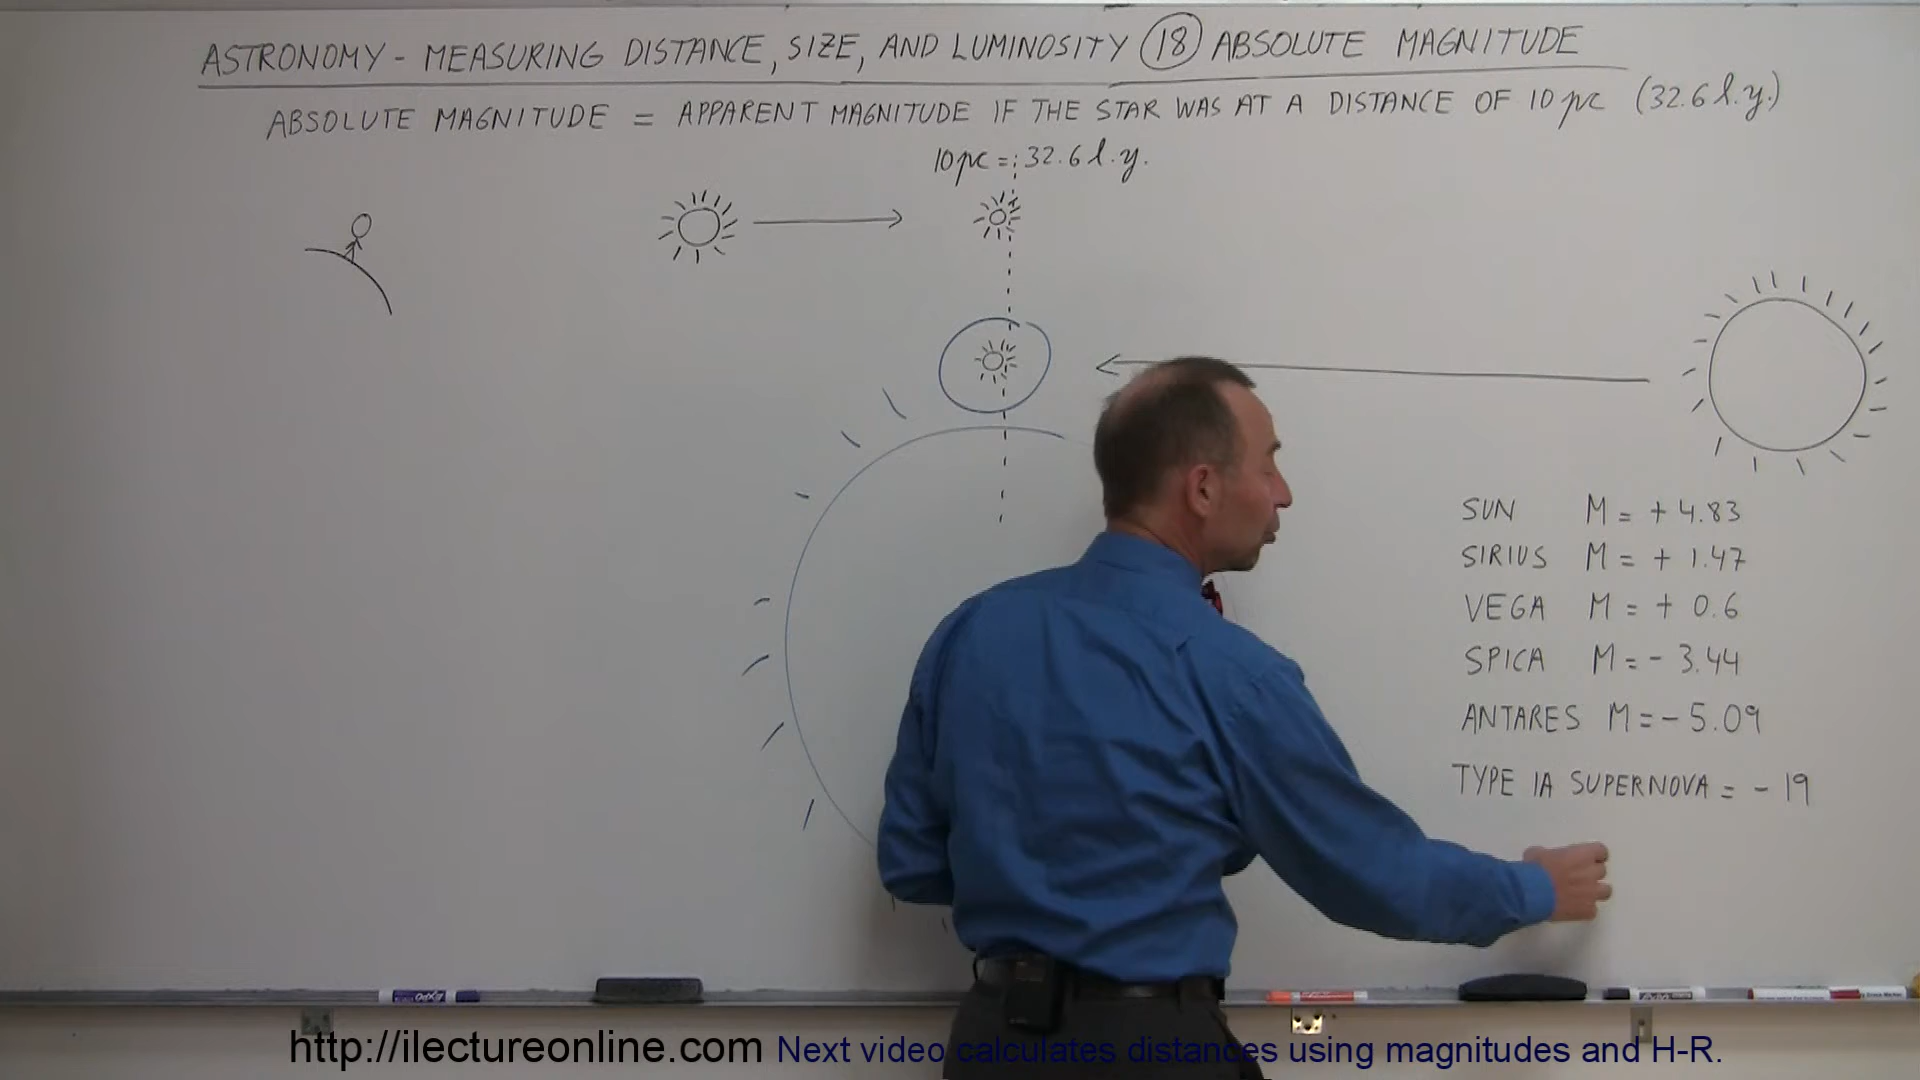 ASTRONOMY - MEASURING DISTANCE, SIZE, AND LUMINOSITY 18 ABSOLUTE MAGNITUDE
ABSOLUTE MAGNITUDE = APPARENT MAGNITUDE IF THE STAR WAS AT A DISTANCE OF 10 pc (32.6 l.y.)
10 pc = 32.6 l.y.
SUN M = + 4.83
SIRIUS M = + 1.47
VEGA M = + 0.6
SPICA M = - 3.44
ANTARES M = - 5.09
TYPE IA SUPERNOVA = - 19
EXPO
http://ilectureonline.com Next video calculates distances using magnitudes and H-R.